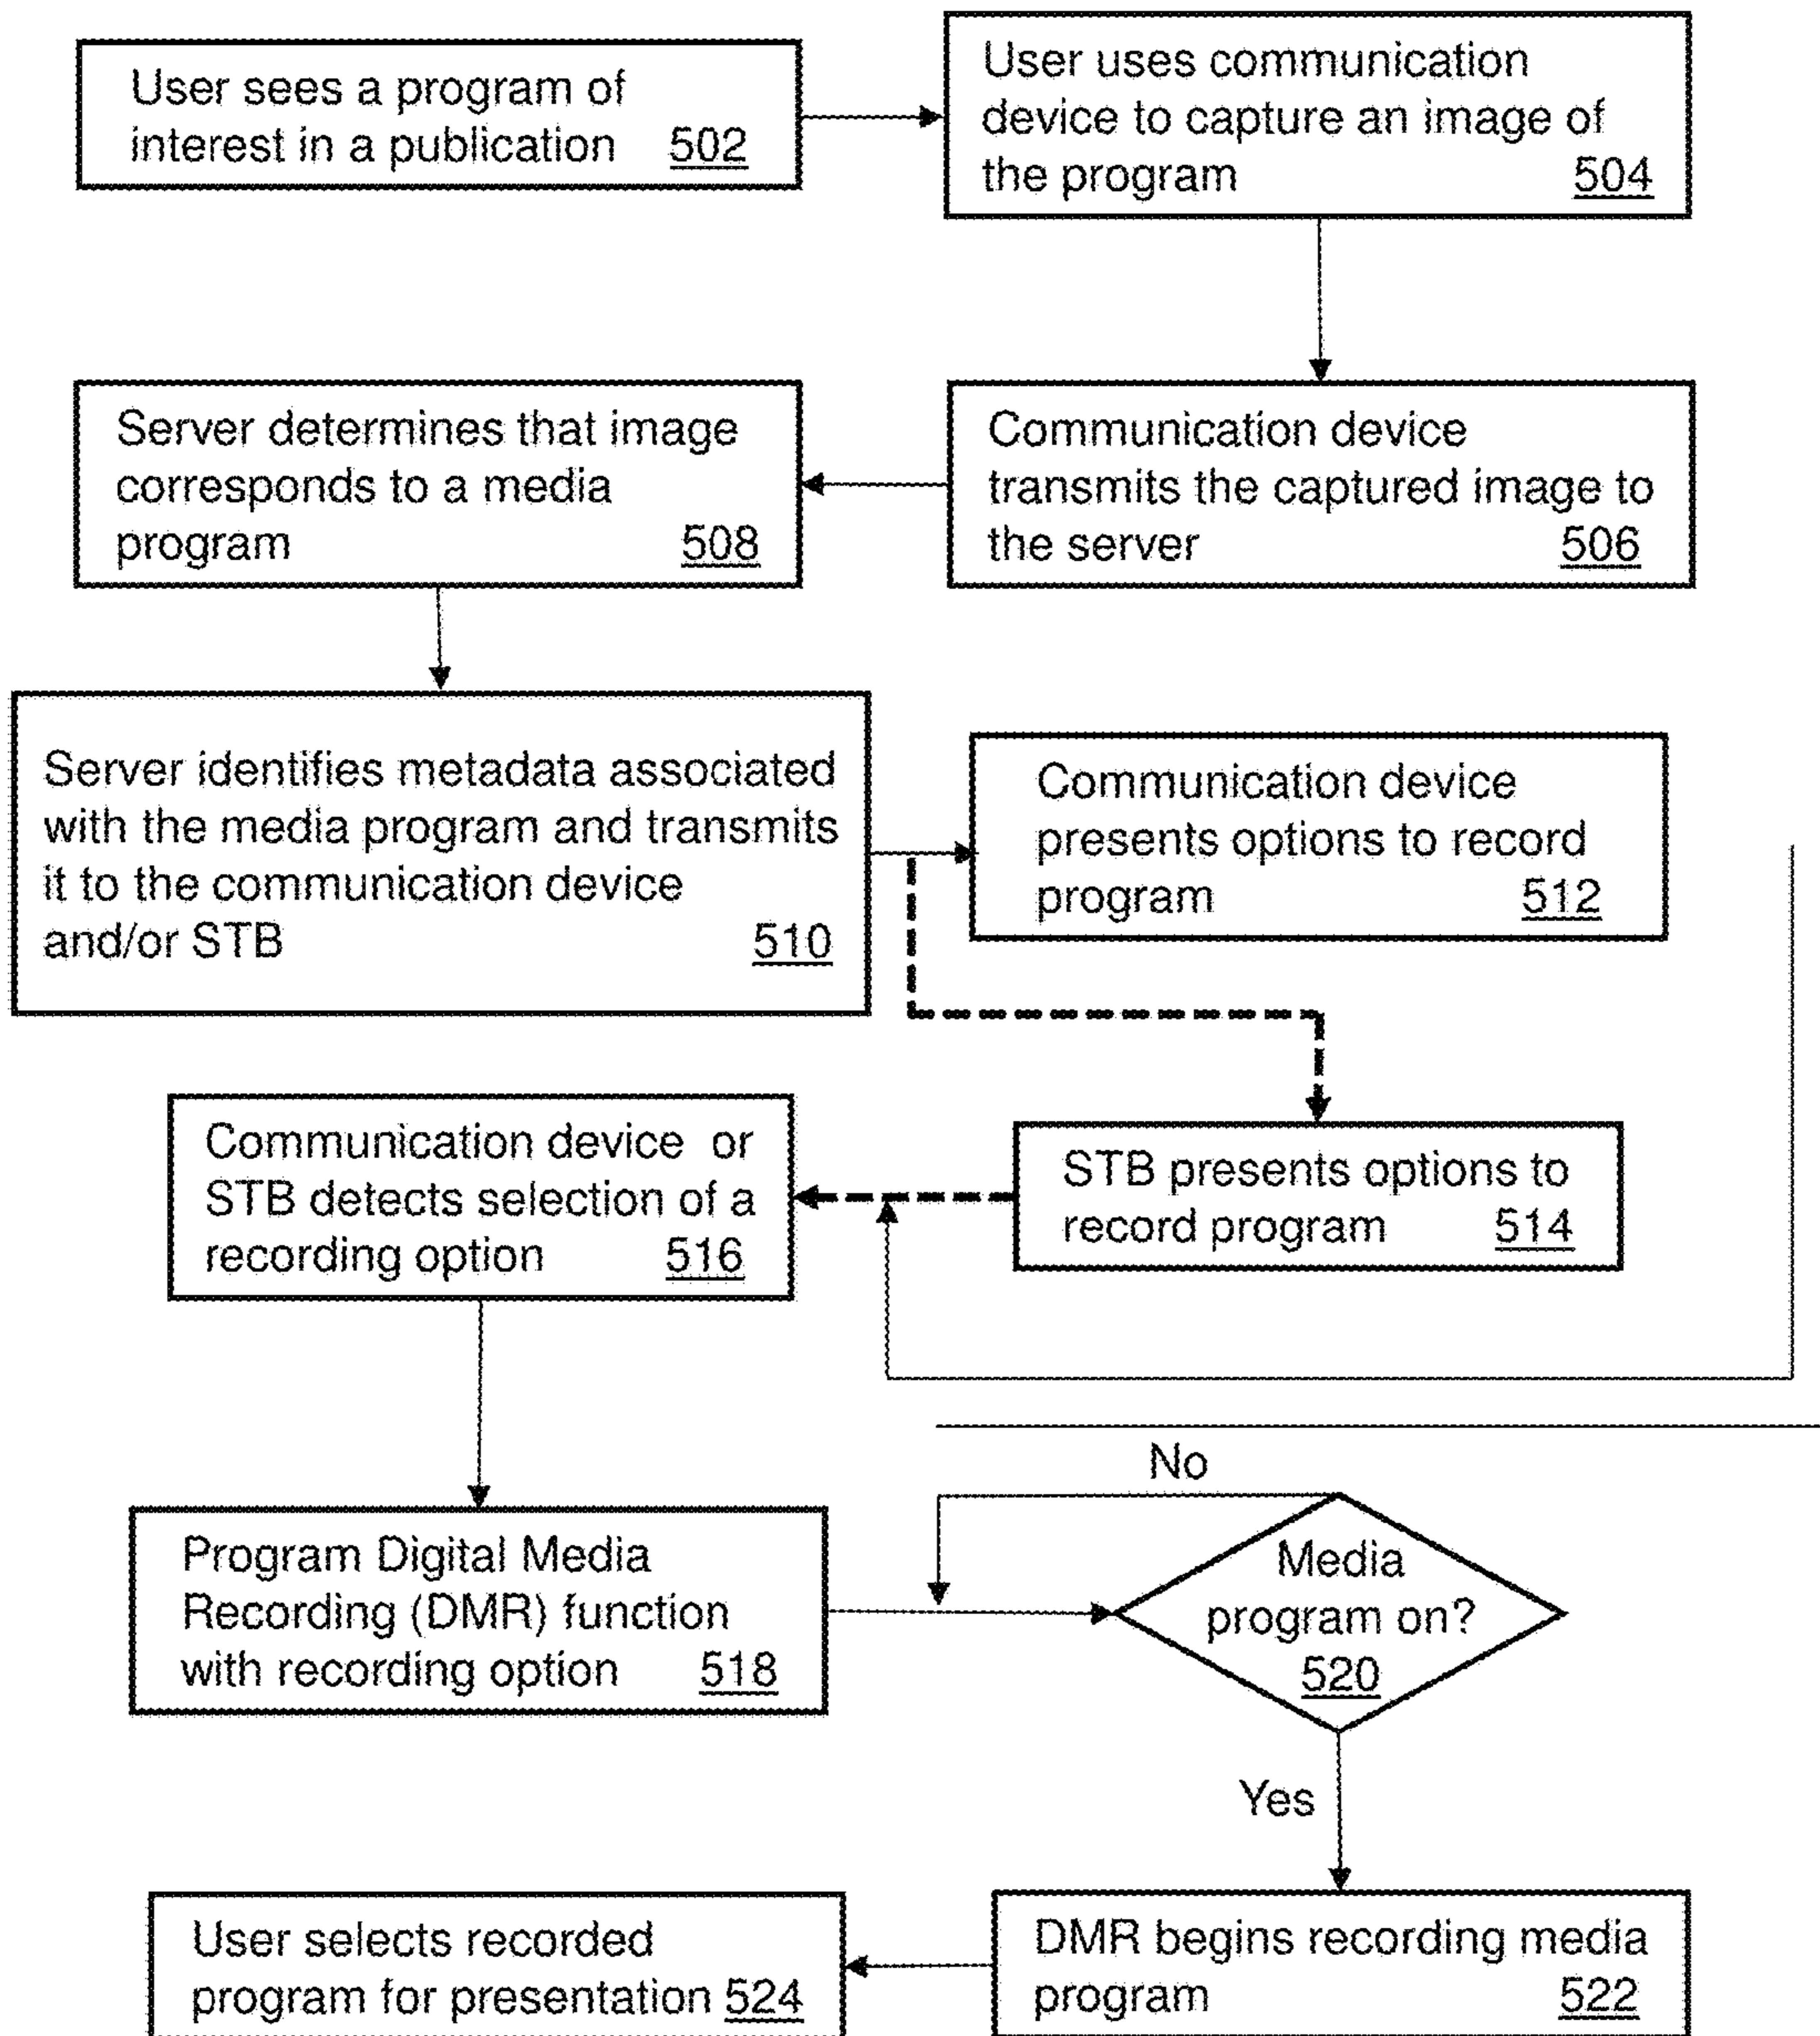 User sees a program of
interest in a publication 502
User uses communication
device to capture an image of
the program 504
Communication device
transmits the captured image to
the server 506
Server determines that image
corresponds to a media
program 508
Server identifies metadata associated
with the media program and transmits
it to the communication device
and/or STB 510
Communication device
presents options to record
program 512
STB presents options to
record program 514
Communication device or
STB detects selection of a
recording option 516
Program Digital Media
Recording (DMR) function
with recording option 518
No
Media
program on?
520
Yes
DMR begins recording media
program 522
User selects recorded
program for presentation 524